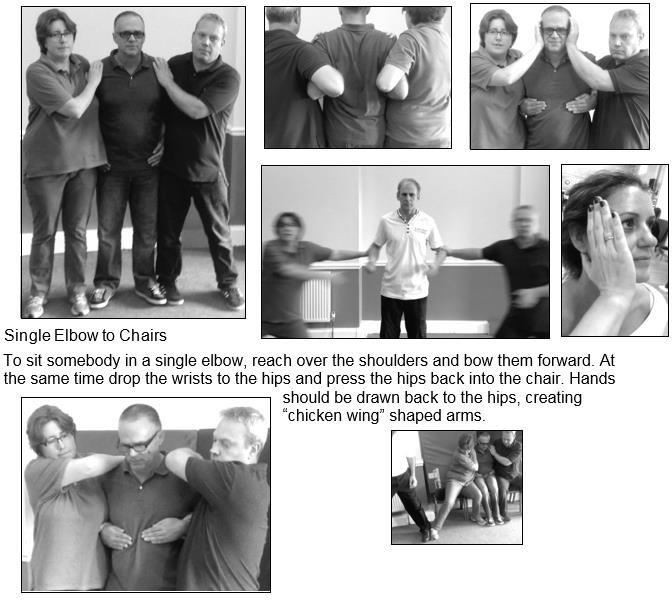 Single Elbow to Chairs
To sit somebody in a single elbow, reach over the shoulders and bow them forward. At
the same time drop the wrists to the hips and press the hips back into the chair. Hands
should be drawn back to the hips, creating
“chicken wing” shaped arms.